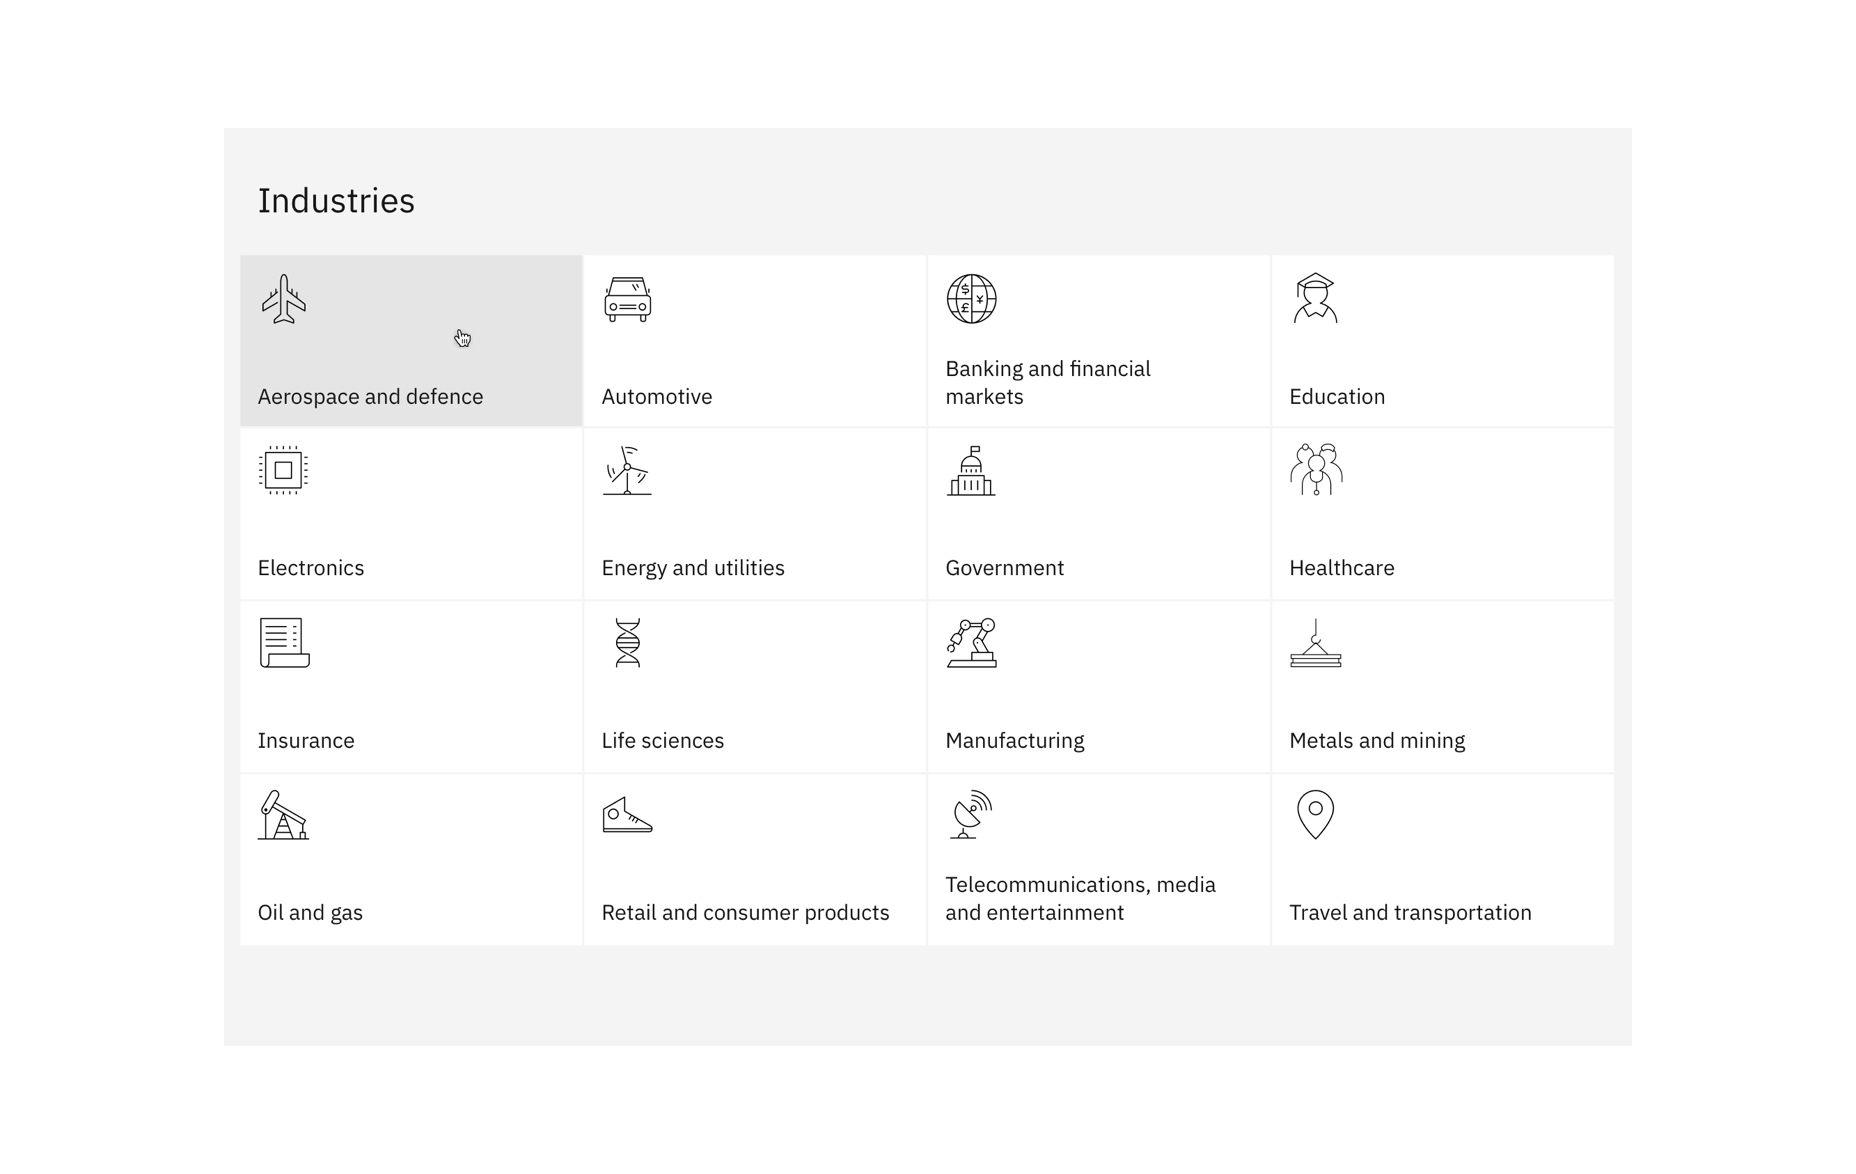 Industries
Aerospace and defence
Automotive
Banking and financial
markets
Education
Electronics
Energy and utilities
Government
Healthcare
Insurance
Life sciences
Manufacturing
Metals and mining
Oil and gas
Retail and consumer products
Telecommunications, media
and entertainment
Travel and transportation